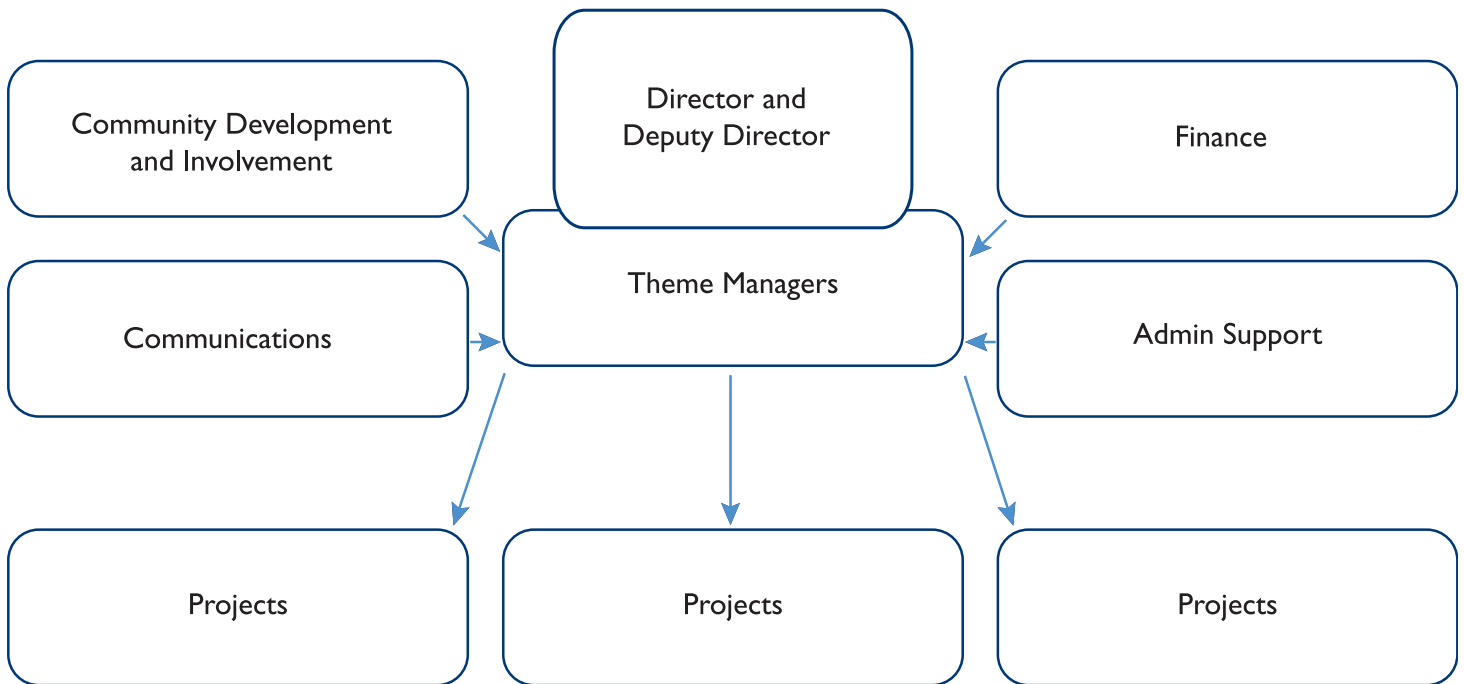 Director and
Deputy Director
Community Development
and Involvement
Finance
Theme Managers
Communications
Admin Support
Projects
Projects
Projects